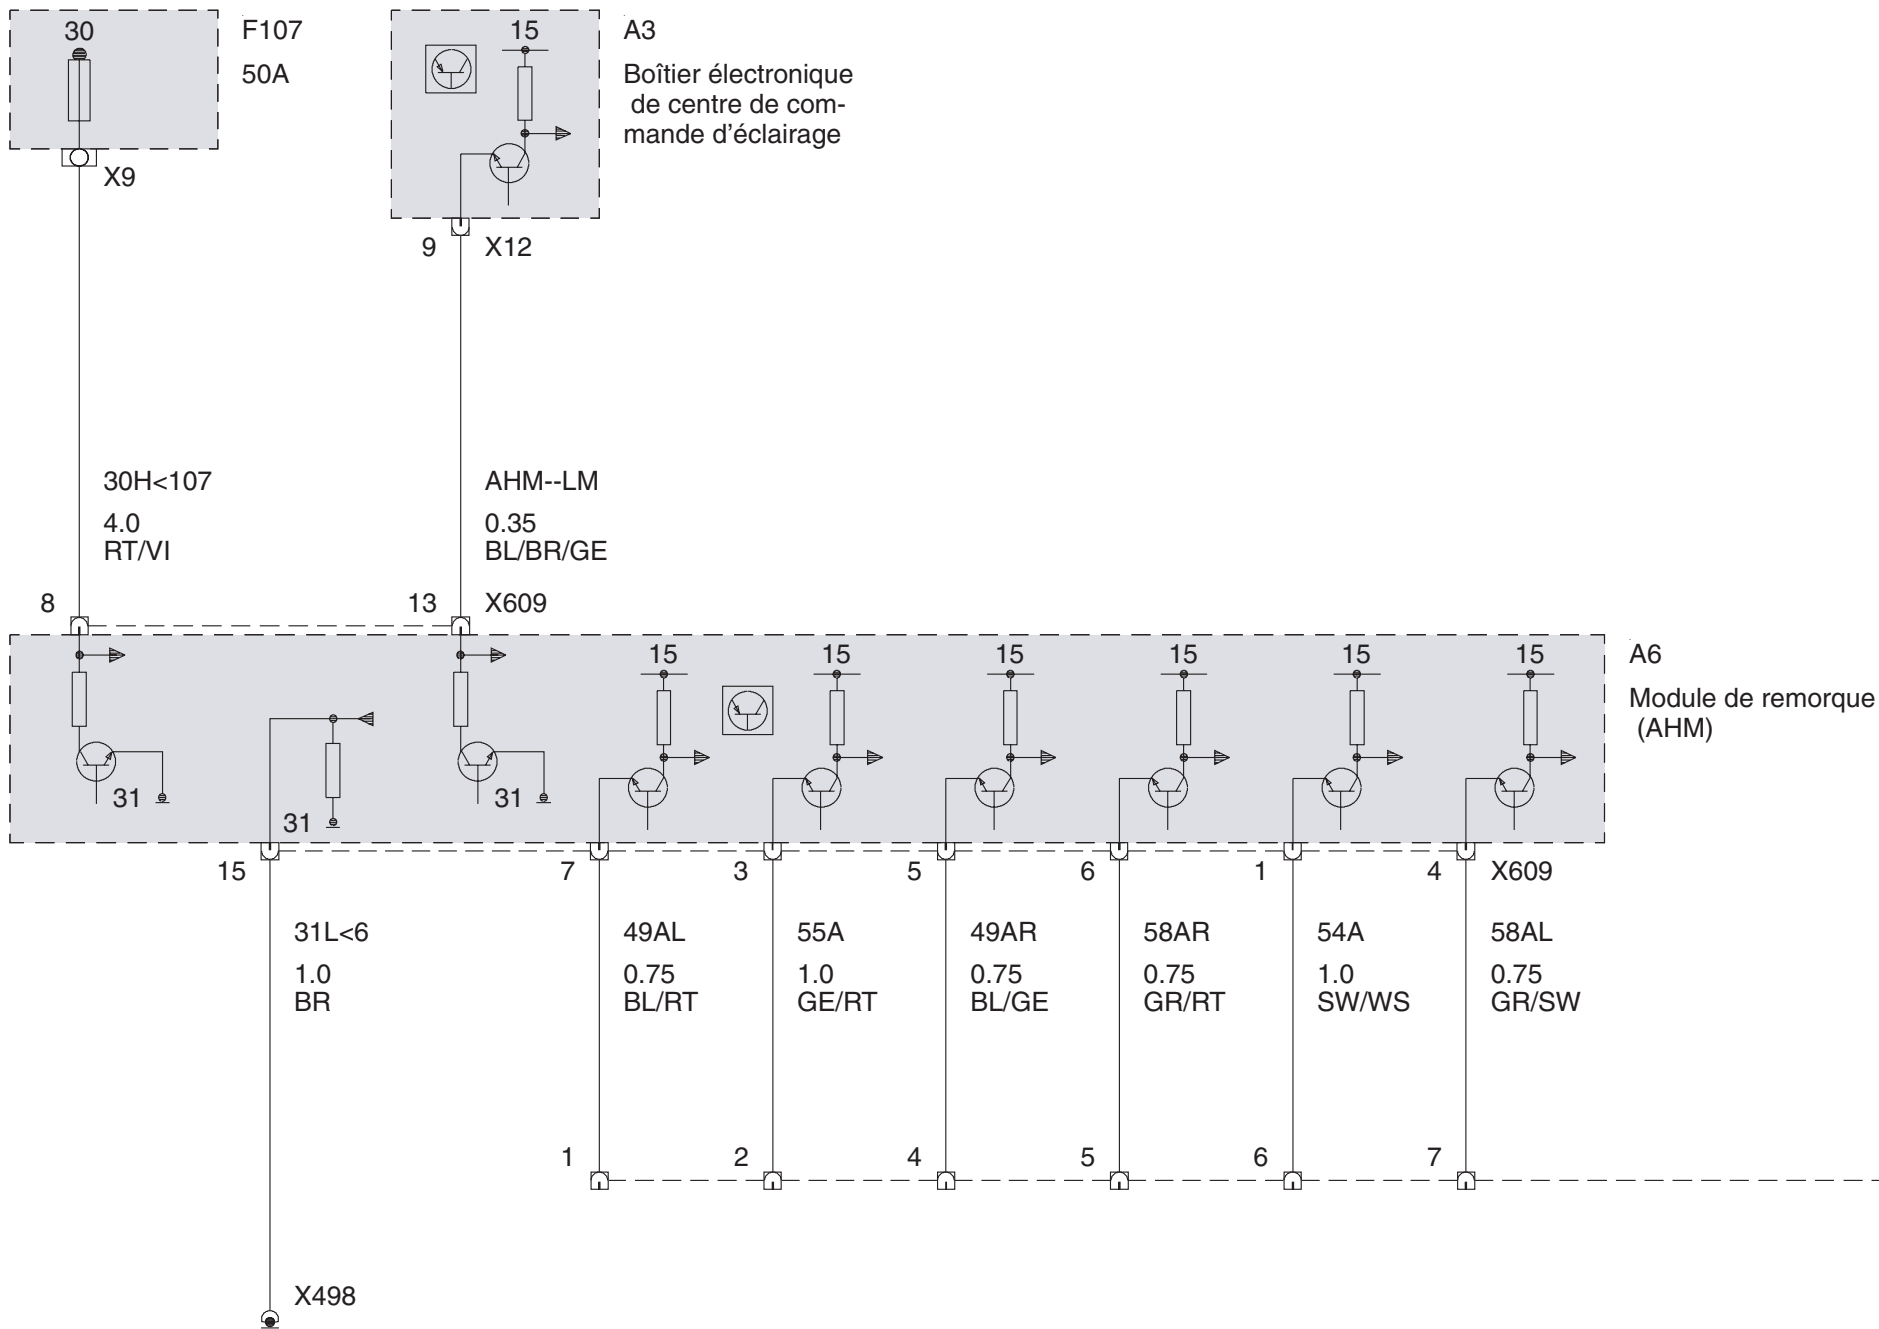 30
F107
50A
X9
15
A3
Boîtier électronique
de centre de com-
mande d'éclairage
9
X12
30H<107
4.0
RT/VI
AHM--LM
0.35
BL/BR/GE
8
13
X609
15
15
15
15
15
15
A6
Module de remorque
(AHM)
31
31
31
15
7
3
5
6
1
4
X609
31L<6
1.0
BR
49AL
0.75
BL/RT
55A
1.0
GE/RT
49AR
0.75
BL/GE
58AR
0.75
GR/RT
54A
1.0
SW/WS
58AL
0.75
GR/SW
1
2
4
5
6
7
X498